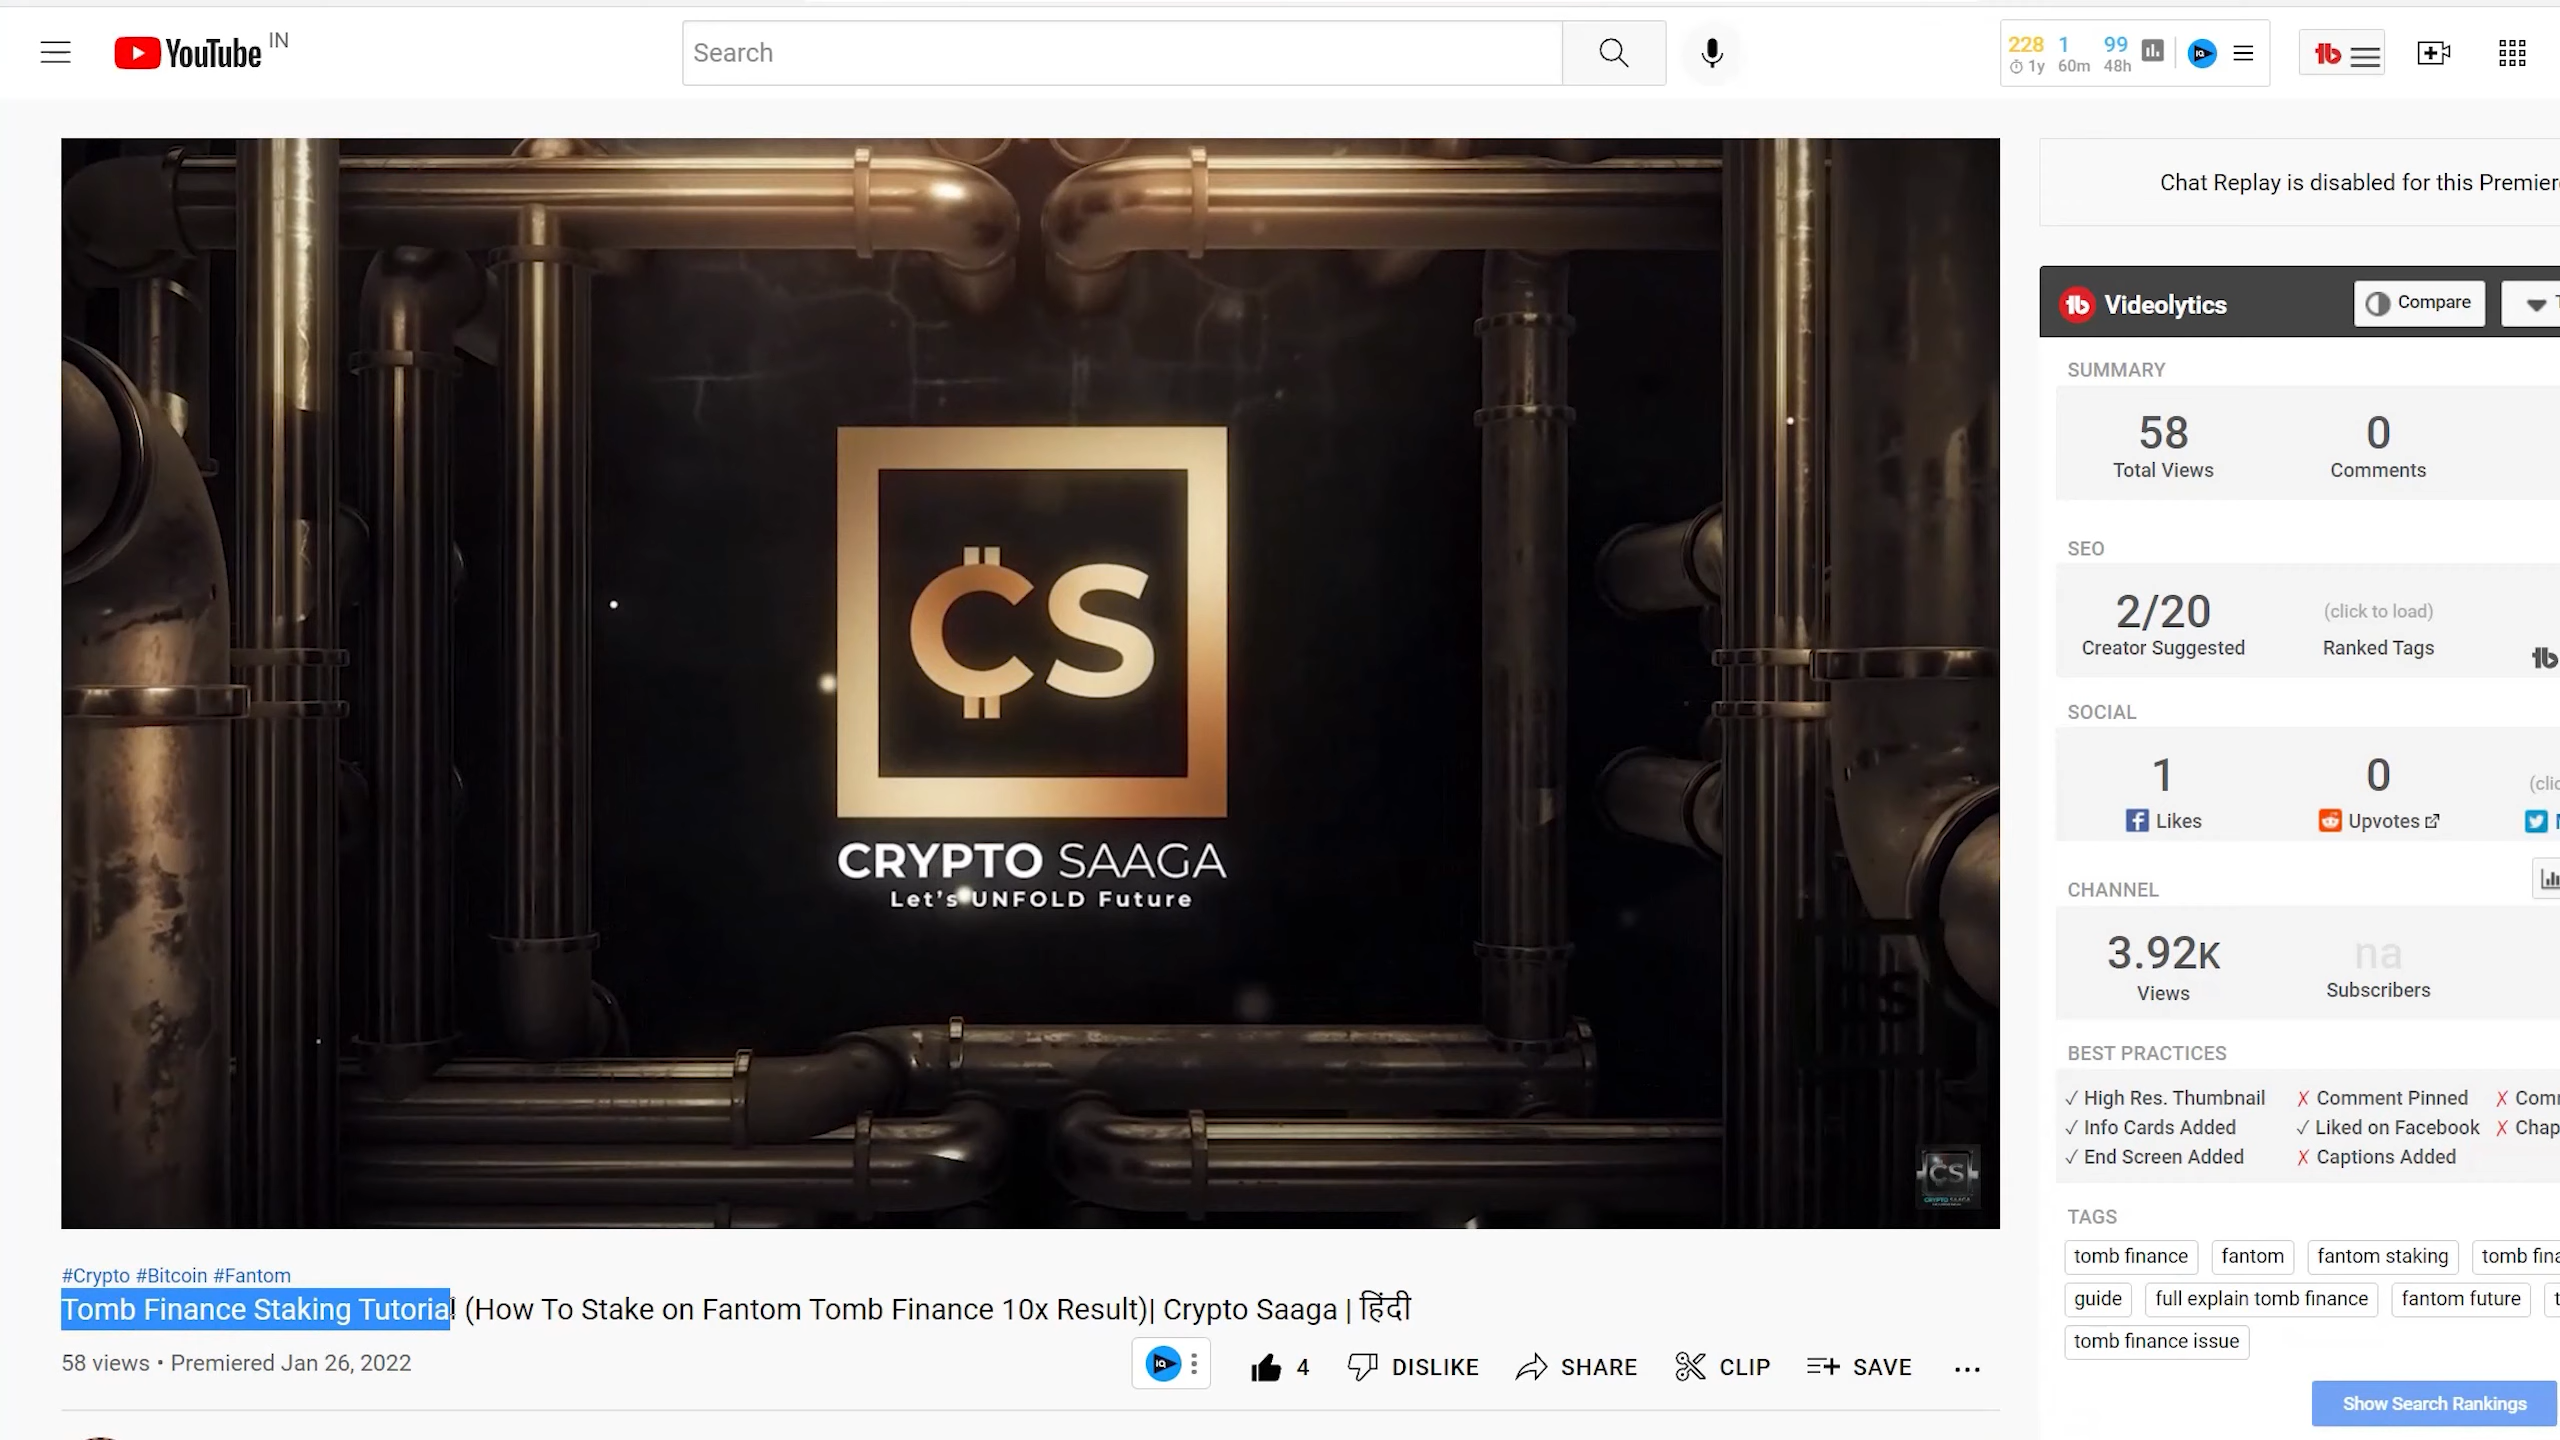 YouTube IN
Search
228 1 99
1y 60m 48h
Chat Replay is disabled for this Premier
Videolytics
Compare
SUMMARY
58 0
Total Views Comments
SEO
2/20 (click to load)
Creator Suggested Ranked Tags
SOCIAL
1 0
Likes Upvotes
CHANNEL
3.92K na
Views Subscribers
BEST PRACTICES
✓ High Res. Thumbnail ✗ Comment Pinned ✗
✓ Info Cards Added ✓ Liked on Facebook ✗
✓ End Screen Added ✗ Captions Added
TAGS
tomb finance fantom fantom staking tomb
guide full explain tomb finance fantom future
tomb finance issue
Show Search Rankings
CS
CRYPTO SAAGA
Let's UNFOLD Future
CS
CRYPTO SAAGA
#Crypto #Bitcoin #Fantom
Tomb Finance Staking Tutorial (How To Stake on Fantom Tomb Finance 10x Result)| Crypto Saaga | हिंदी
58 views • Premiered Jan 26, 2022
4 DISLIKE SHARE CLIP SAVE